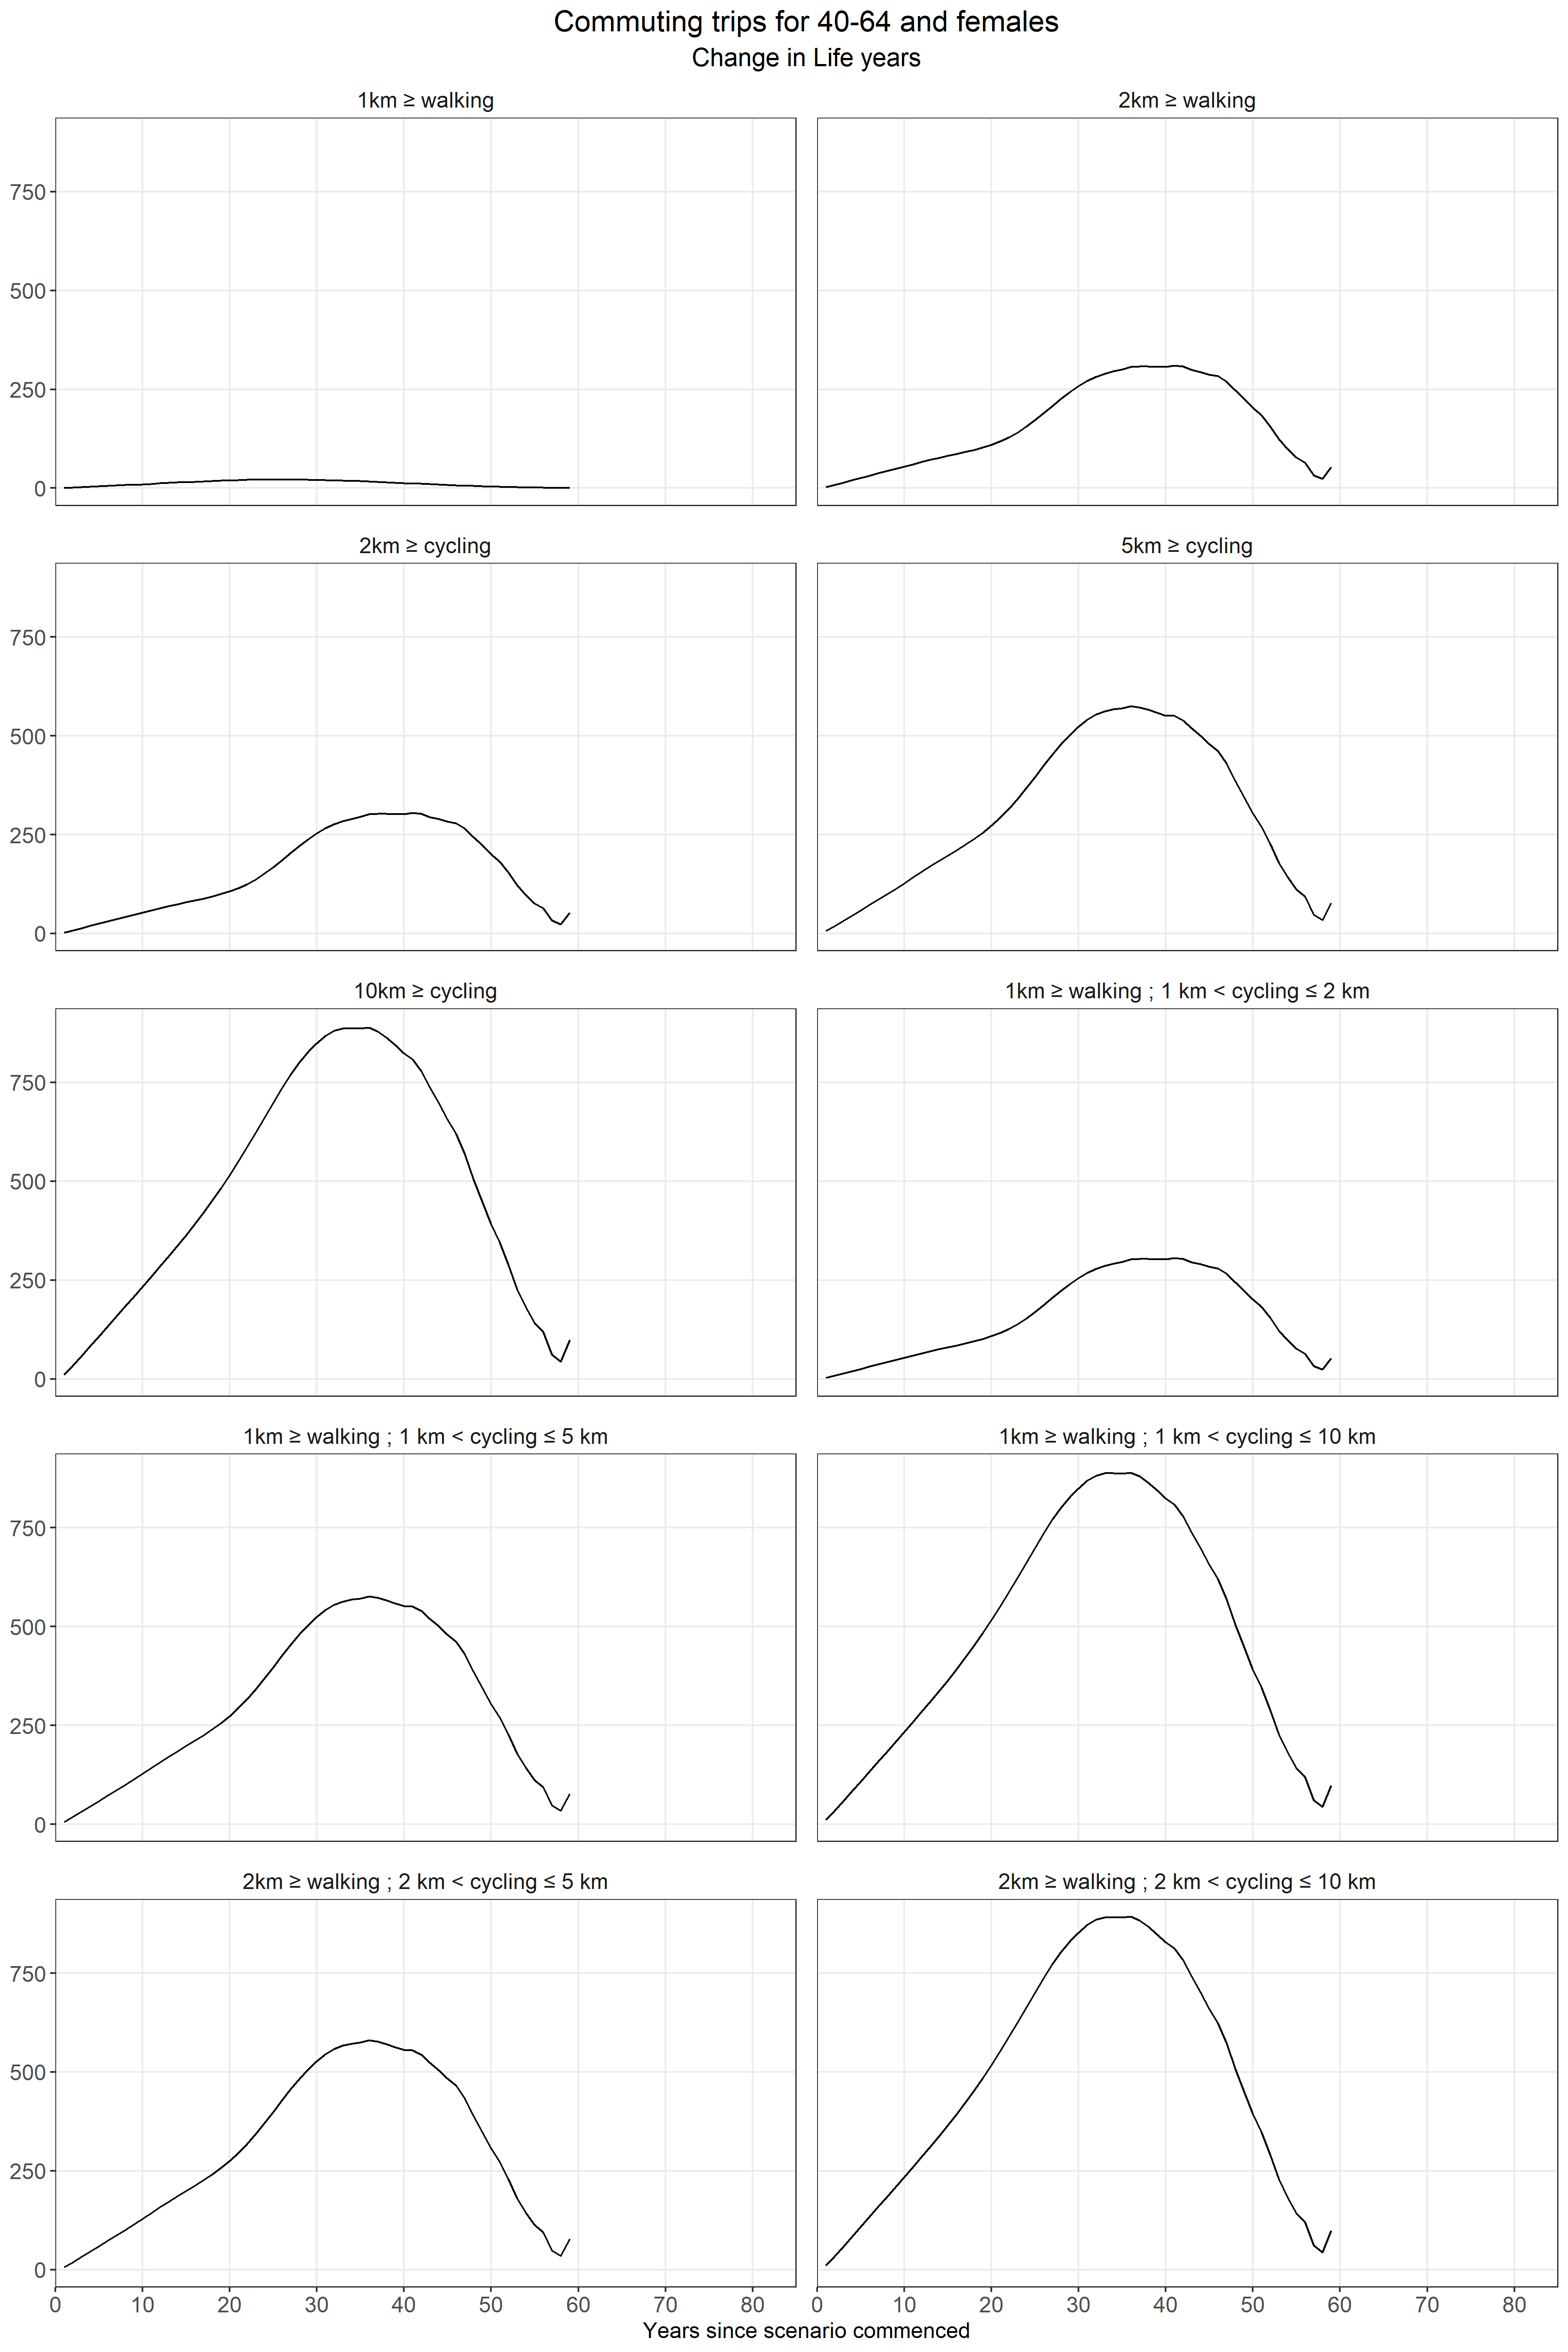 Commuting trips for 40-64 and females
Change in Life years
1km ≥ walking
2km ≥ walking
750
500
250
0
2km ≥ cycling
5km ≥ cycling
750
500
250
0
10km ≥ cycling
1km ≥ walking ; 1 km < cycling ≤ 2 km
750
500
250
0
1km ≥ walking ; 1 km < cycling ≤ 5 km
1km ≥ walking ; 1 km < cycling ≤ 10 km
750
500
250
0
2km ≥ walking ; 2 km < cycling ≤ 5 km
2km ≥ walking ; 2 km < cycling ≤ 10 km
750
500
250
0
0 10 20 30 40 50 60 70 80
0 10 20 30 40 50 60 70 80
Years since scenario commenced